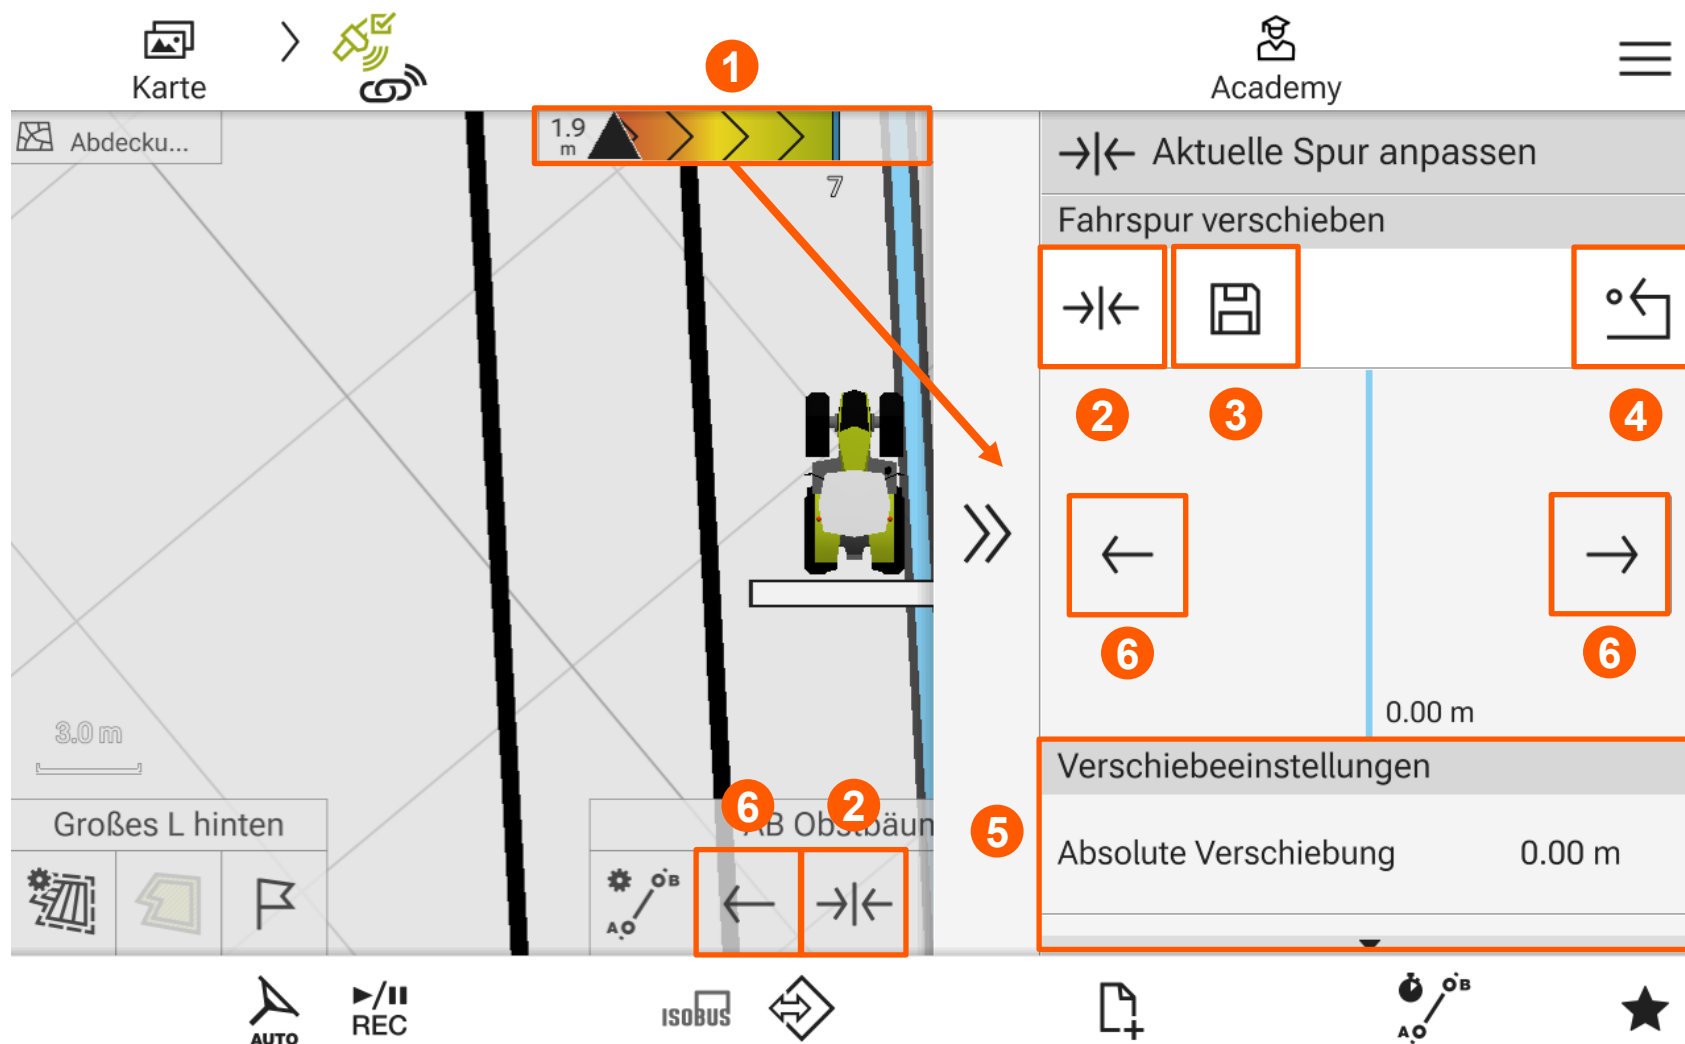 Karte
Academy
1
Abdecku...
1.9
m
7
Aktuelle Spur anpassen
Fahrspur verschieben
2
3
4
6
6
0.00 m
3.0 m
Verschiebeeinstellungen
Absolute Verschiebung 0.00 m
5
Großes L hinten
6
2
AB Obstbäun
A B
AUTO
REC
ISOBUS
A B